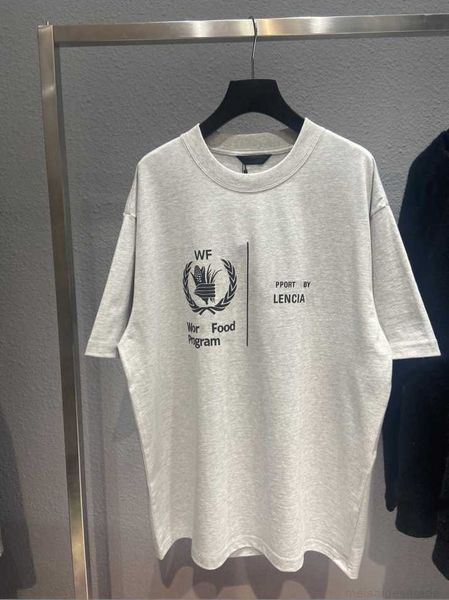 WF
Wor Food
Program
PPORT BY
LENCIA